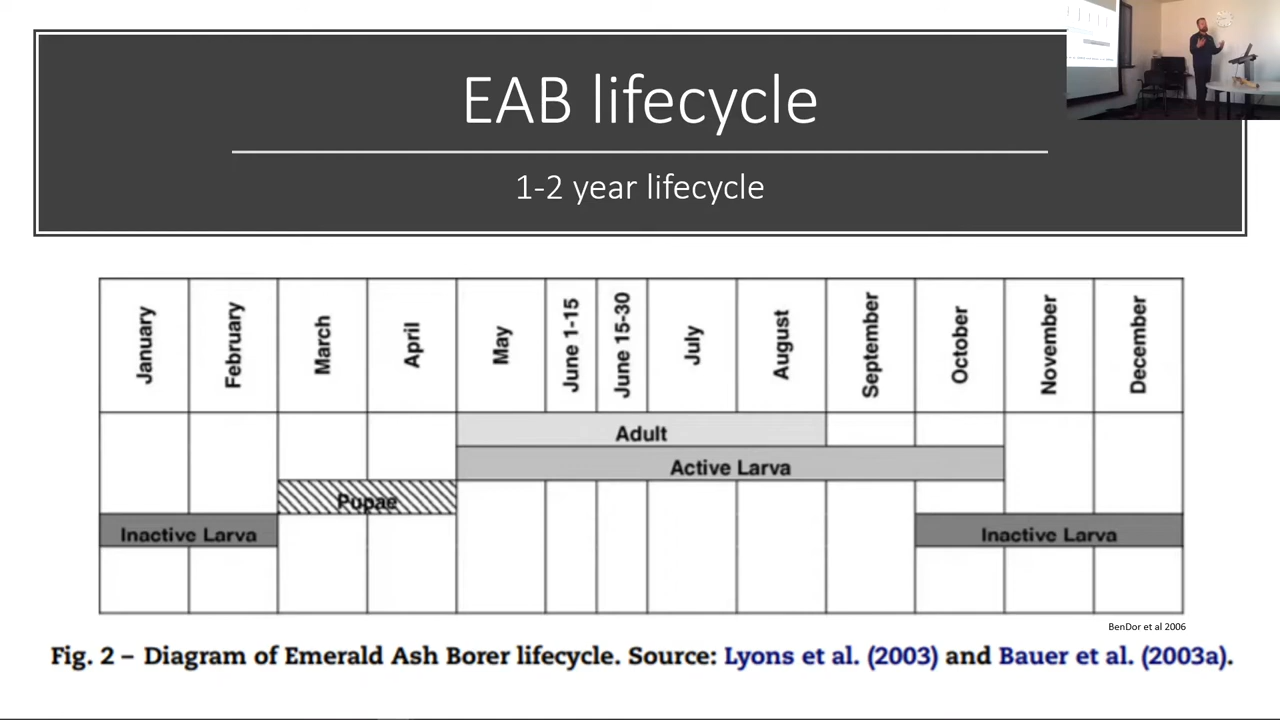 EAB lifecycle
1-2 year lifecycle
January
February
March
April
May
June 1-15
June 15-30
July
August
September
October
November
December
Adult
Active Larva
Pupae
Inactive Larva
Inactive Larva
BenDor et al 2006
Fig. 2 – Diagram of Emerald Ash Borer lifecycle. Source: Lyons et al. (2003) and Bauer et al. (2003a).